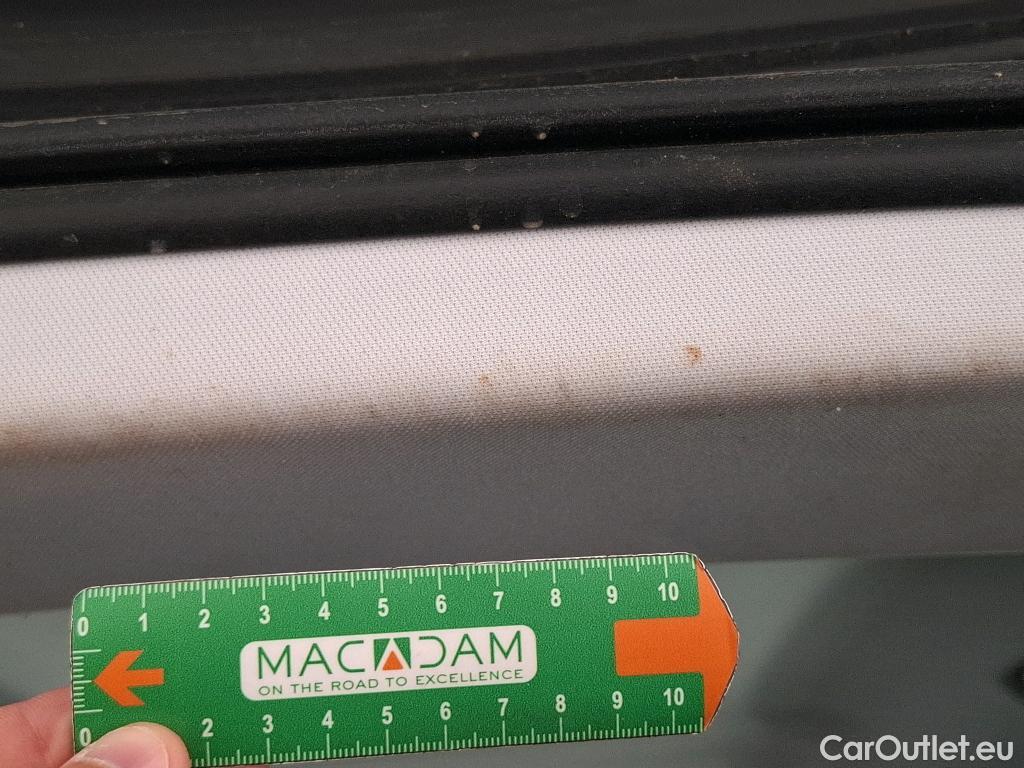 0 1 2 3 4 5 6 7 8 9 10
MACADAM
ON THE ROAD TO EXCELLENCE
0 2 3 4 5 6 7 8 9 10
CarOutlet.eu